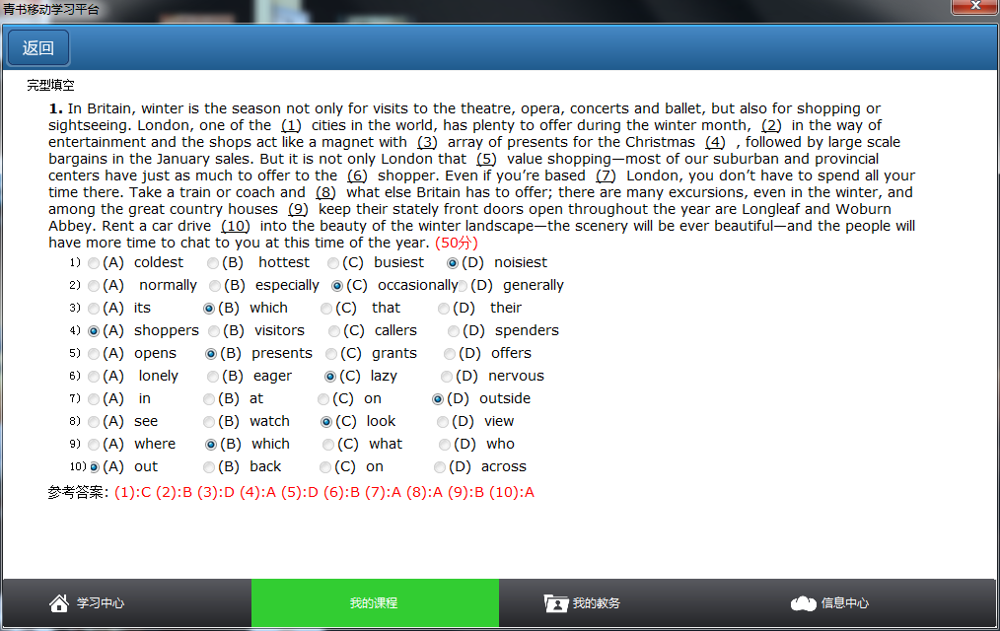 青书移动学习平台
返回
完型填空
1. In Britain, winter is the season not only for visits to the theatre, opera, concerts and ballet, but also for shopping or
sightseeing. London, one of the (1) cities in the world, has plenty to offer during the winter month, (2) in the way of
entertainment and the shops act like a magnet with (3) array of presents for the Christmas (4) , followed by large scale
bargains in the January sales. But it is not only London that (5) value shopping—most of our suburban and provincial
centers have just as much to offer to the (6) shopper. Even if you’re based (7) London, you don’t have to spend all your
time there. Take a train or coach and (8) what else Britain has to offer; there are many excursions, even in the winter, and
among the great country houses (9) keep their stately front doors open throughout the year are Longleaf and Woburn
Abbey. Rent a car drive (10) into the beauty of the winter landscape—the scenery will be ever beautiful—and the people will
have more time to chat to you at this time of the year. (50分)
1) (A) coldest (B) hottest (C) busiest (D) noisiest
2) (A) normally (B) especially (C) occasionally (D) generally
3) (A) its (B) which (C) that (D) their
4) (A) shoppers (B) visitors (C) callers (D) spenders
5) (A) opens (B) presents (C) grants (D) offers
6) (A) lonely (B) eager (C) lazy (D) nervous
7) (A) in (B) at (C) on (D) outside
8) (A) see (B) watch (C) look (D) view
9) (A) where (B) which (C) what (D) who
10) (A) out (B) back (C) on (D) across
参考答案: (1):C (2):B (3):D (4):A (5):D (6):B (7):A (8):A (9):B (10):A
学习中心 我的课程 我的教务 信息中心